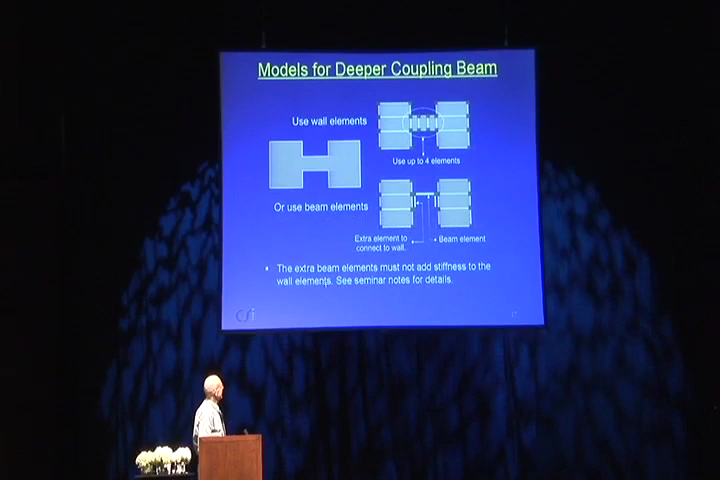 Models for Deeper Coupling Beam
Use wall elements
Use up to 4 elements
Or use beam elements
Extra element to
connect to wall.
Beam element
• The extra beam elements must not add stiffness to the
wall elements. See seminar notes for details.
CSi